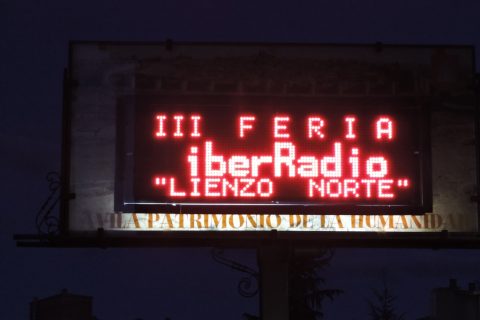 III FERIA
iberRadio
"LIENZO NORTE"
AVILA PATRIMONIO DE LA HUMANIDAD